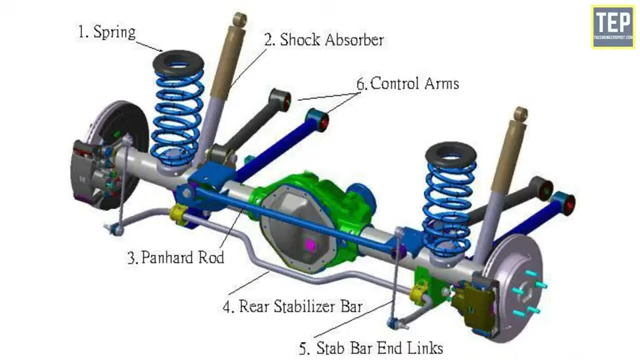 1. Spring
2. Shock Absorber
6. Control Arms
3. Panhard Rod
4. Rear Stabilizer Bar
5. Stab Bar End Links
TEP